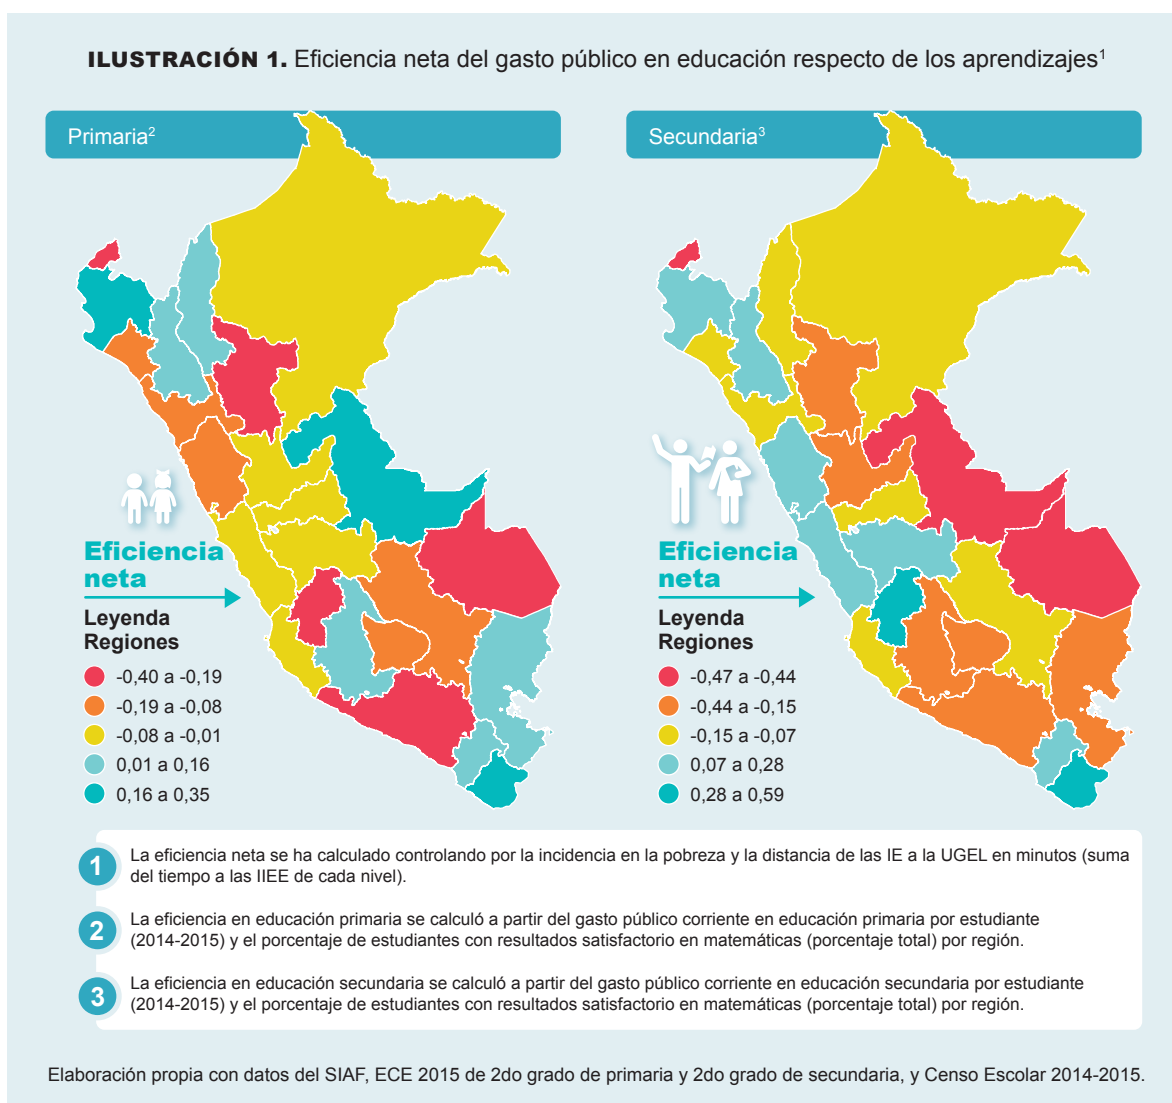 ILUSTRACIÓN 1. Eficiencia neta del gasto público en educación respecto de los aprendizajes¹
Primaria²
Eficiencia
neta
Leyenda
Regiones
-0,40 a -0,19
-0,19 a -0,08
-0,08 a -0,01
0,01 a 0,16
0,16 a 0,35
Secundaria³
Eficiencia
neta
Leyenda
Regiones
-0,47 a -0,44
-0,44 a -0,15
-0,15 a -0,07
0,07 a 0,28
0,28 a 0,59
1 La eficiencia neta se ha calculado controlando por la incidencia en la pobreza y la distancia de las IE a la UGEL en minutos (suma
del tiempo a las IIEE de cada nivel).
2 La eficiencia en educación primaria se calculó a partir del gasto público corriente en educación primaria por estudiante
(2014-2015) y el porcentaje de estudiantes con resultados satisfactorio en matemáticas (porcentaje total) por región.
3 La eficiencia en educación secundaria se calculó a partir del gasto público corriente en educación secundaria por estudiante
(2014-2015) y el porcentaje de estudiantes con resultados satisfactorio en matemáticas (porcentaje total) por región.
Elaboración propia con datos del SIAF, ECE 2015 de 2do grado de primaria y 2do grado de secundaria, y Censo Escolar 2014-2015.